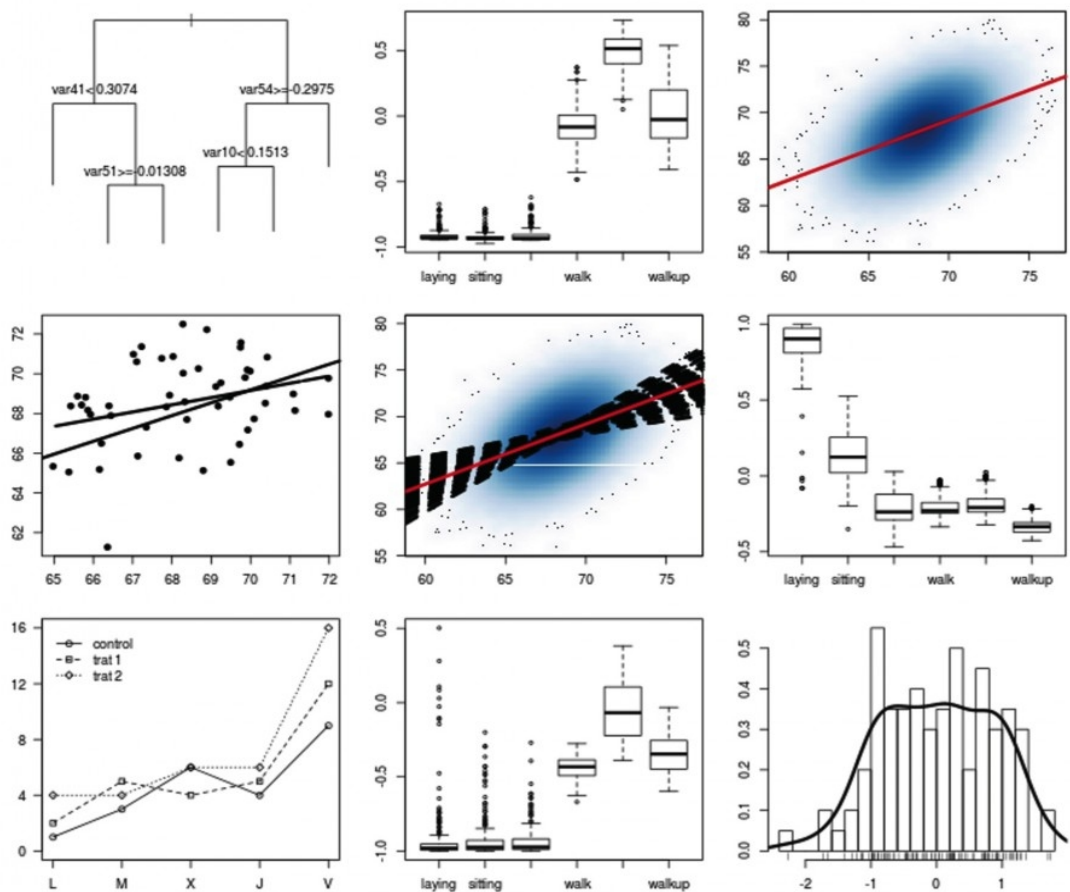 var41< 0.3074
var54>=-0.2975
var10< 0.1513
var51>=-0.01308
0.5
0.0
-0.5
-1.0
laying sitting walk walkup
80
75
70
65
60
55
60 65 70 75
72
70
68
66
64
62
65 66 67 68 69 70 71 72
80
75
70
65
60
55
60 65 70 75
1.0
0.5
0.0
-0.5
laying sitting walk walkup
16
12
8
4
0
control
trat 1
trat 2
L M X J V
0.5
0.0
-0.5
-1.0
laying sitting walk walkup
0.5
0.4
0.3
0.2
0.1
0.0
-2 -1 0 1